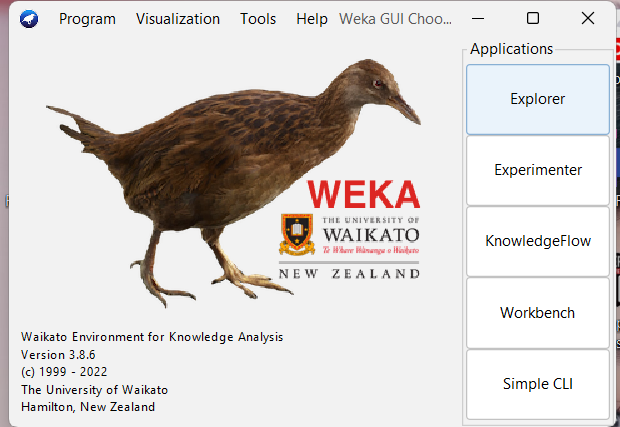 Program Visualization Tools Help Weka GUI Choo...
Applications
Explorer
Experimenter
KnowledgeFlow
Workbench
Simple CLI
WEKA
THE UNIVERSITY OF
WAIKATO
Te Whare Wānanga o Waikato
NEW ZEALAND
Waikato Environment for Knowledge Analysis
Version 3.8.6
(c) 1999 - 2022
The University of Waikato
Hamilton, New Zealand